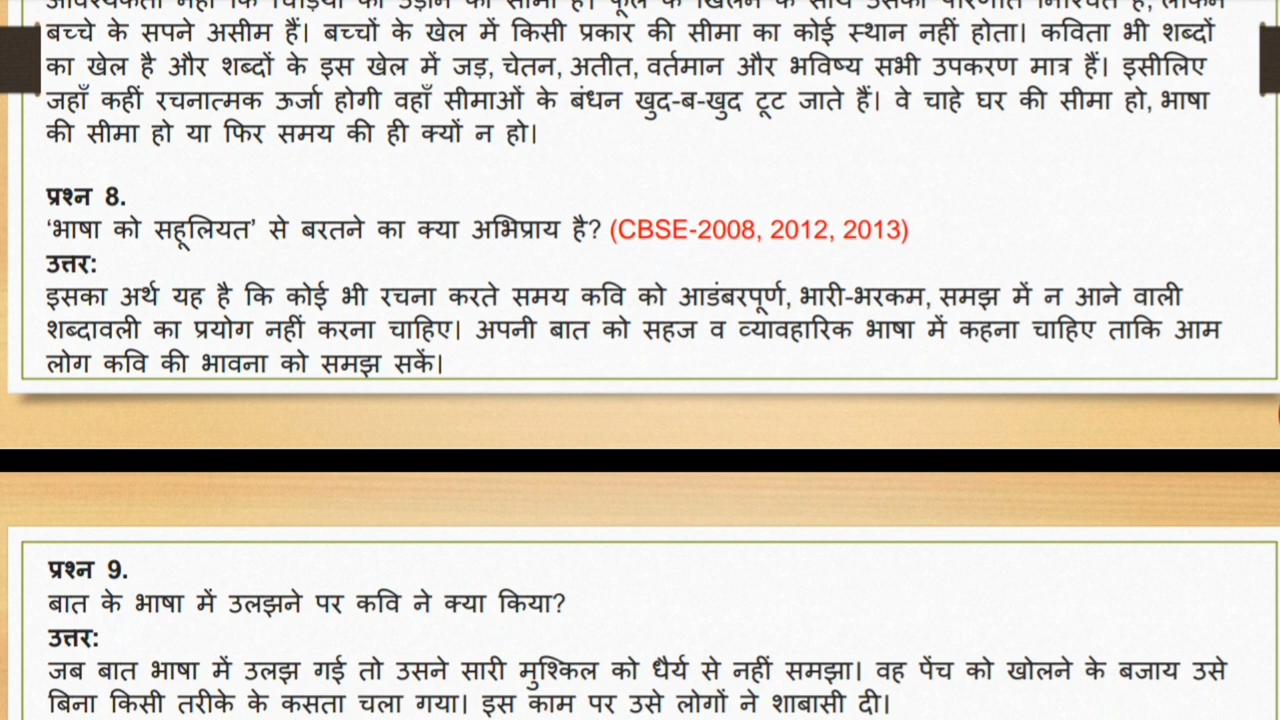 बच्चे के सपने असीम हैं। बच्चों के खेल में किसी प्रकार की सीमा का कोई स्थान नहीं होता। कविता भी शब्दों
का खेल है और शब्दों के इस खेल में जड़, चेतन, अतीत, वर्तमान और भविष्य सभी उपकरण मात्र हैं। इसीलिए
जहाँ कहीं रचनात्मक ऊर्जा होगी वहाँ सीमाओं के बंधन खुद-ब-खुद टूट जाते हैं। वे चाहे घर की सीमा हो, भाषा
की सीमा हो या फिर समय की ही क्यों न हो।
प्रश्न 8.
‘भाषा को सहूलियत’ से बरतने का क्या अभिप्राय है? (CBSE-2008, 2012, 2013)
उत्तर:
इसका अर्थ यह है कि कोई भी रचना करते समय कवि को आडंबरपूर्ण, भारी-भरकम, समझ में न आने वाली
शब्दावली का प्रयोग नहीं करना चाहिए। अपनी बात को सहज व व्यावहारिक भाषा में कहना चाहिए ताकि आम
लोग कवि की भावना को समझ सकें।
प्रश्न 9.
बात के भाषा में उलझने पर कवि ने क्या किया?
उत्तर:
जब बात भाषा में उलझ गई तो उसने सारी मुश्किल को धैर्य से नहीं समझा। वह पेंच को खोलने के बजाय उसे
बिना किसी तरीके के कसता चला गया। इस काम पर उसे लोगों ने शाबासी दी।